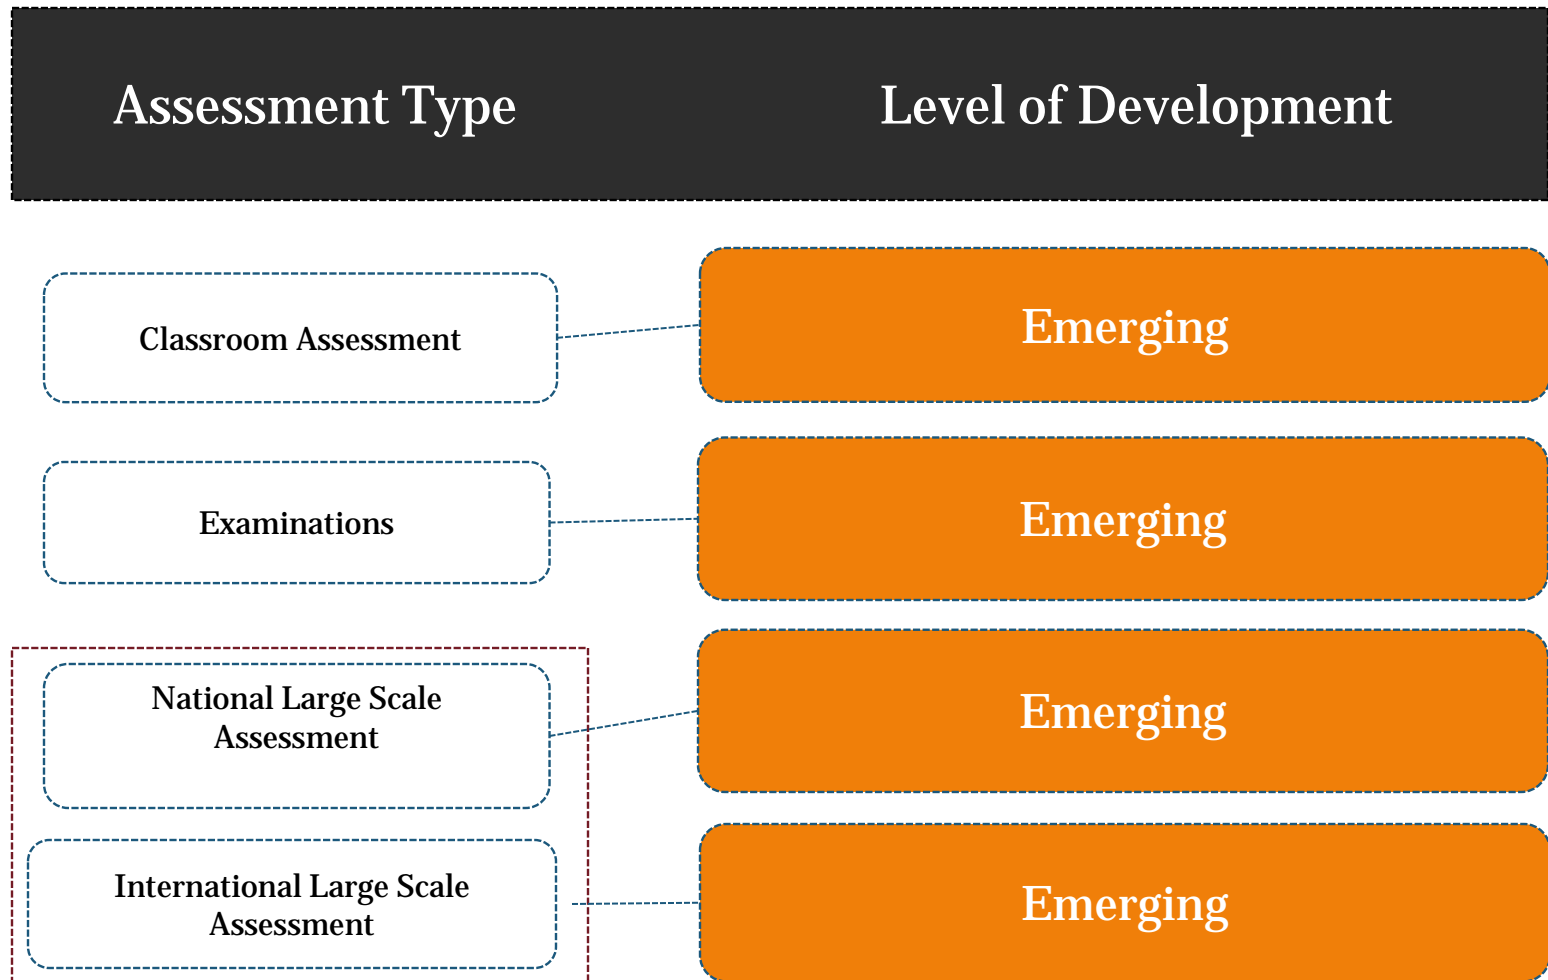 Assessment Type
Level of Development
Classroom Assessment
Emerging
Examinations
Emerging
National Large Scale
Assessment
Emerging
International Large Scale
Assessment
Emerging